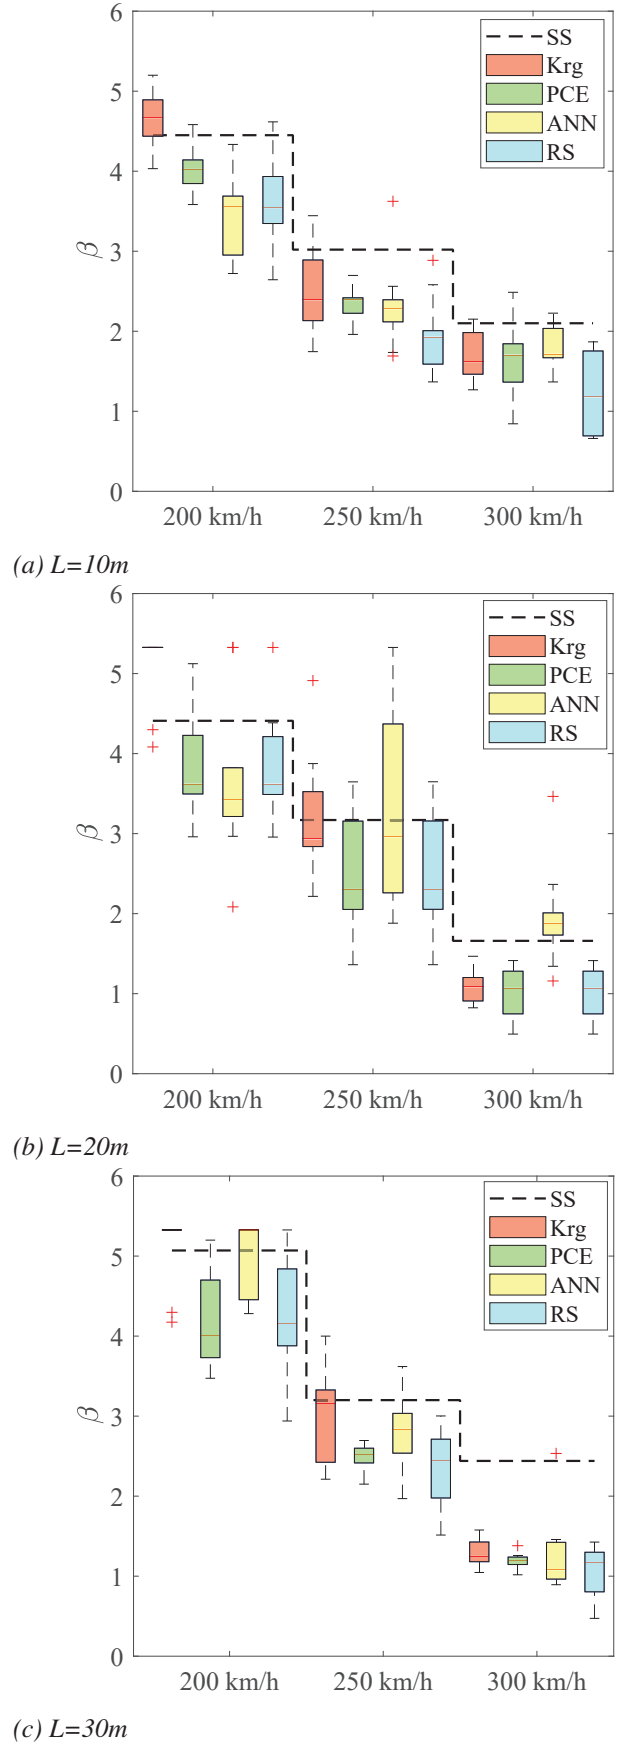 SS
Krg
PCE
ANN
RS
6
5
4
3
2
1
0
β
200 km/h 250 km/h 300 km/h
(a) L=10m
SS
Krg
PCE
ANN
RS
6
5
4
3
2
1
0
β
200 km/h 250 km/h 300 km/h
(b) L=20m
SS
Krg
PCE
ANN
RS
6
5
4
3
2
1
0
β
200 km/h 250 km/h 300 km/h
(c) L=30m